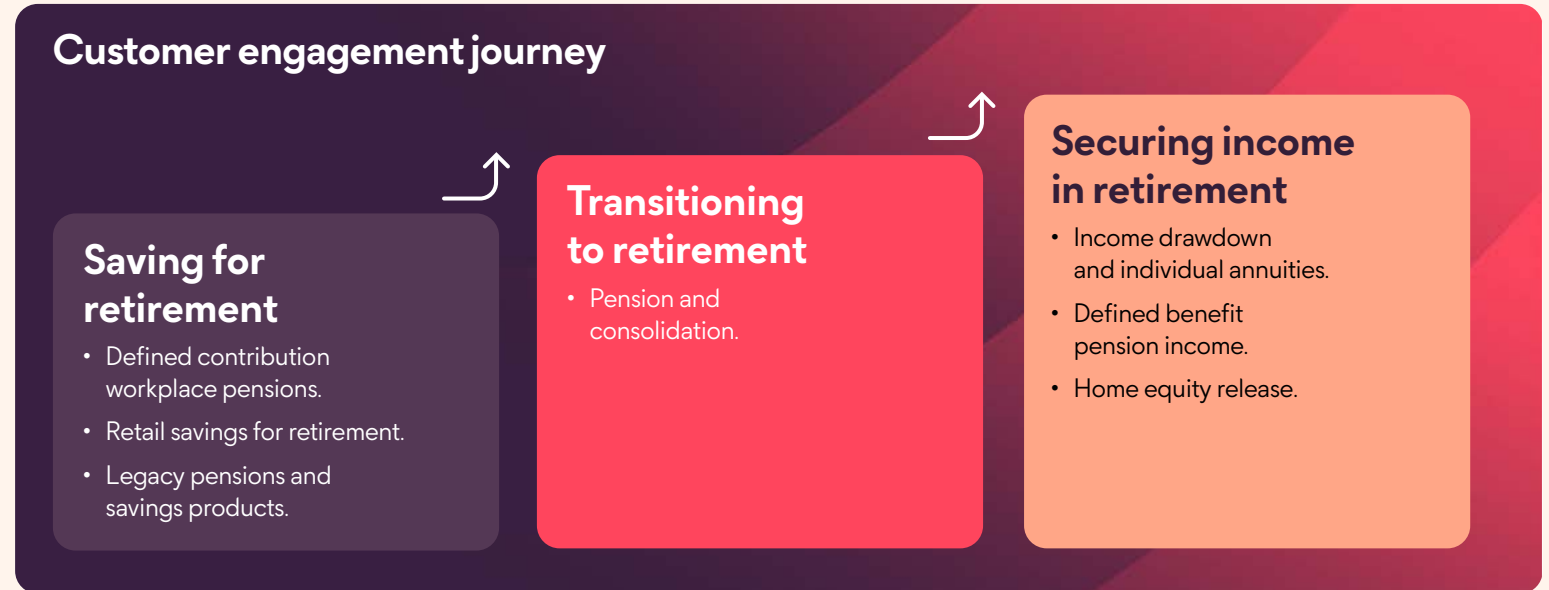 Customer engagement journey
Saving for
retirement
• Defined contribution
workplace pensions.
• Retail savings for retirement.
• Legacy pensions and
savings products.
Transitioning
to retirement
• Pension and
consolidation.
Securing income
in retirement
• Income drawdown
and individual annuities.
• Defined benefit
pension income.
• Home equity release.